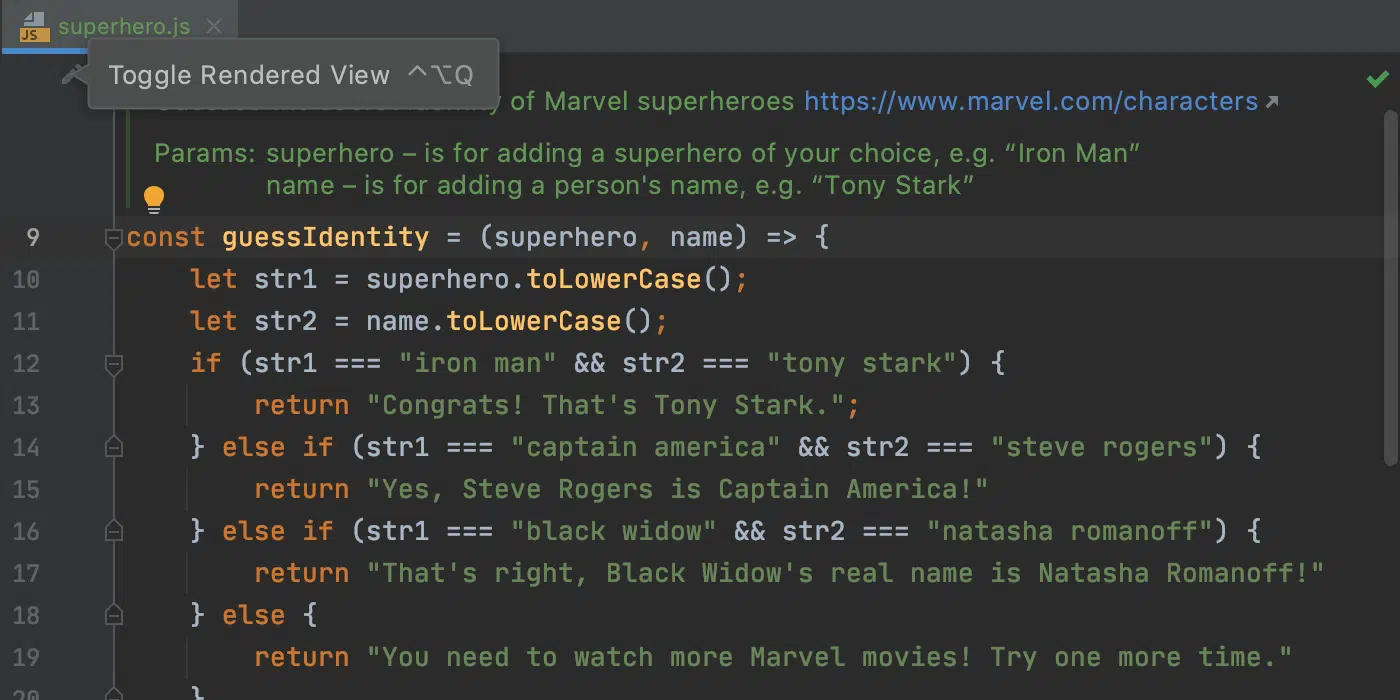 JS superhero.js
Toggle Rendered View ⌃⌥Q
of Marvel superheroes https://www.marvel.com/characters
Params: superhero – is for adding a superhero of your choice, e.g. “Iron Man”
name – is for adding a person's name, e.g. “Tony Stark”
9 const guessIdentity = (superhero, name) => {
10 let str1 = superhero.toLowerCase();
11 let str2 = name.toLowerCase();
12 if (str1 === "iron man" && str2 === "tony stark") {
13 return "Congrats! That's Tony Stark.";
14 } else if (str1 === "captain america" && str2 === "steve rogers") {
15 return "Yes, Steve Rogers is Captain America!"
16 } else if (str1 === "black widow" && str2 === "natasha romanoff") {
17 return "That's right, Black Widow's real name is Natasha Romanoff!"
18 } else {
19 return "You need to watch more Marvel movies! Try one more time."
20 }